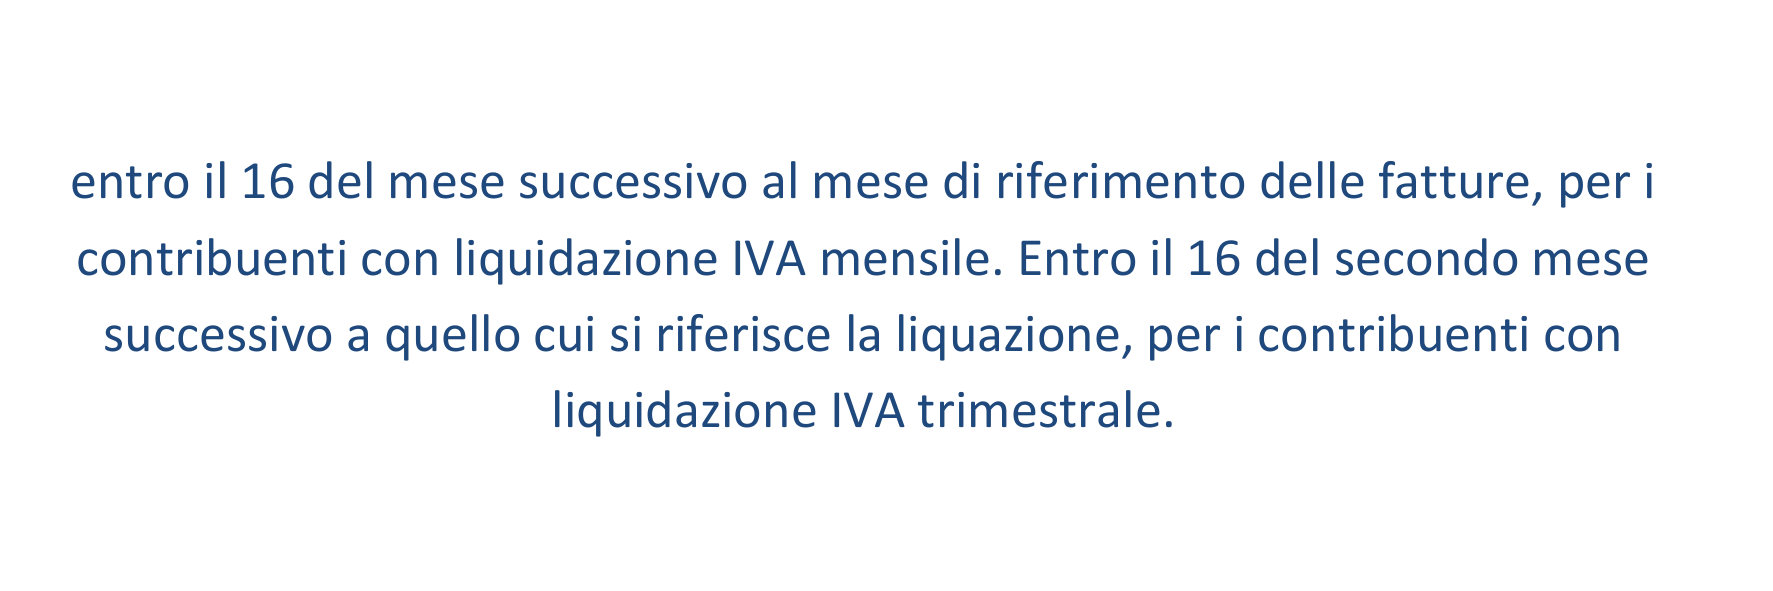 entro il 16 del mese successivo al mese di riferimento delle fatture, per i
contribuenti con liquidazione IVA mensile. Entro il 16 del secondo mese
successivo a quello cui si riferisce la liquazione, per i contribuenti con
liquidazione IVA trimestrale.